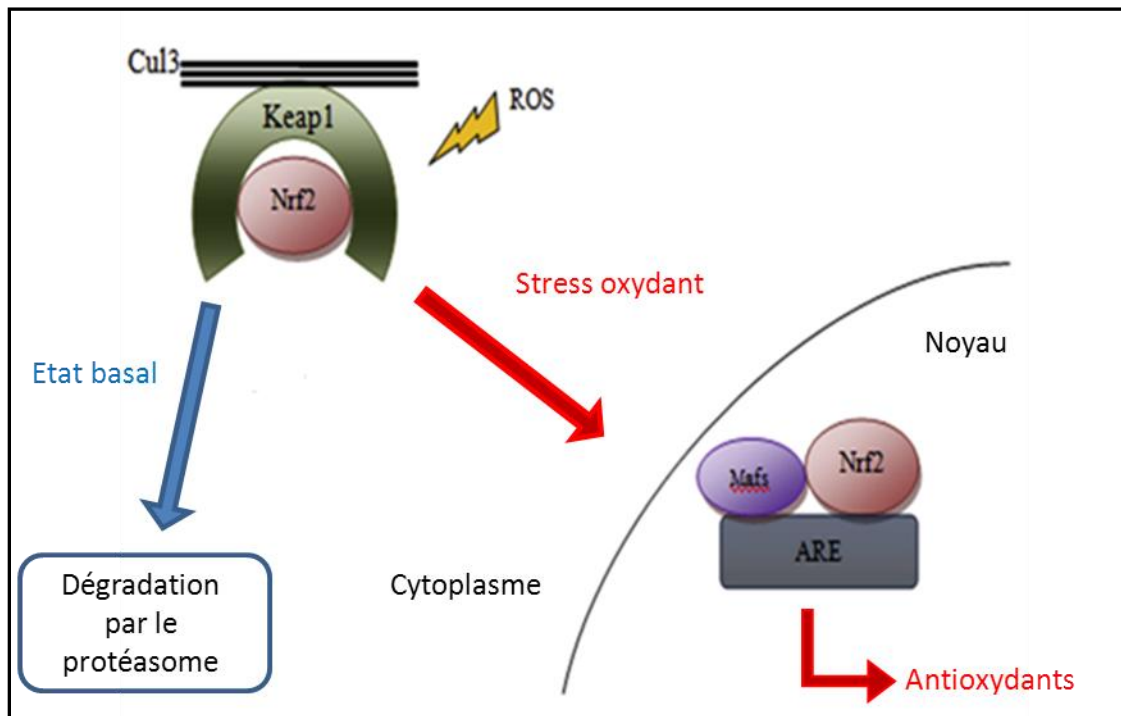 Cul3
Keap1
ROS
Nrf2
Stress oxydant
Noyau
Etat basal
Mafs
Nrf2
ARE
Dégradation
par le
protéasome
Cytoplasme
Antioxydants